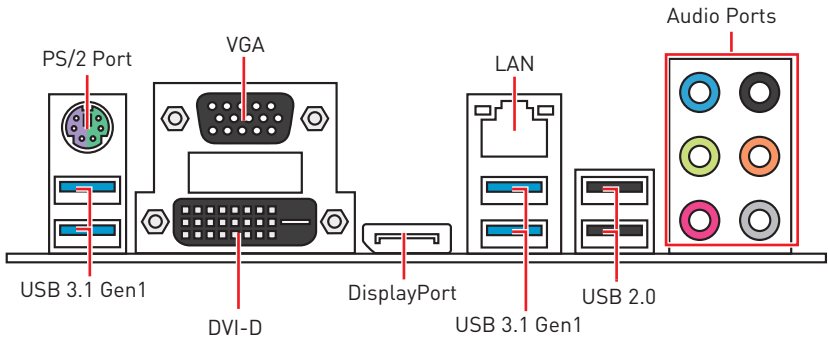 Audio Ports
VGA
PS/2 Port
LAN
USB 3.1 Gen1
DisplayPort
USB 2.0
DVI-D
USB 3.1 Gen1